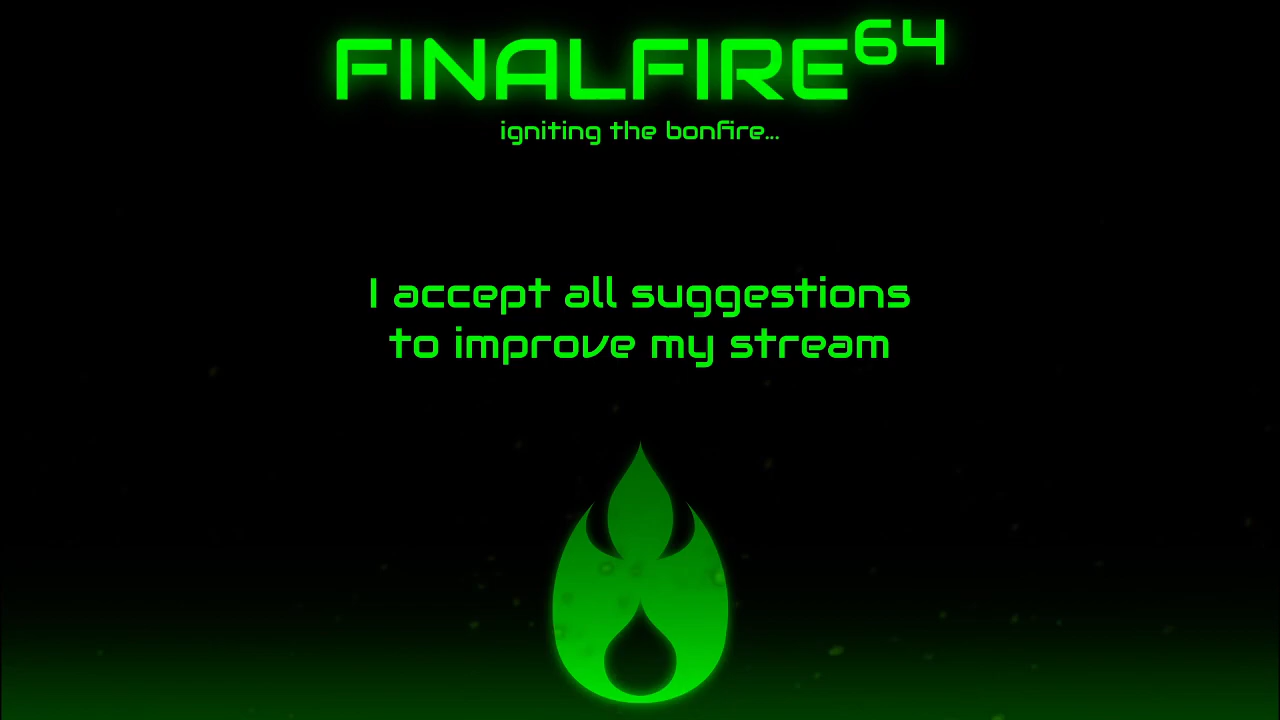 FINALFIRE64
igniting the bonfire...
I accept all suggestions
to improve my stream